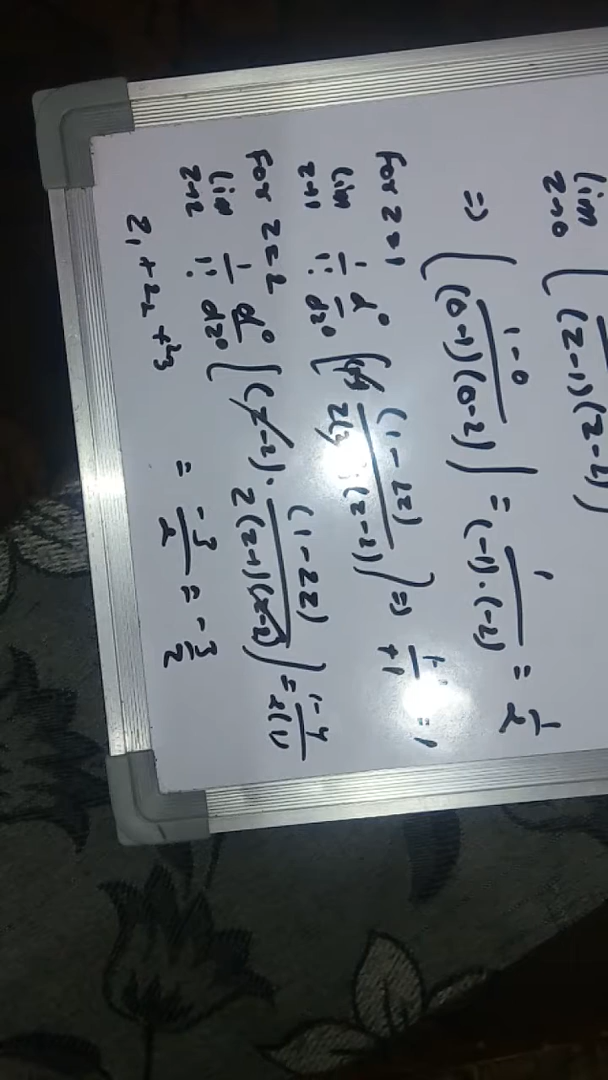 lim z→0 [ (z-1)(z-2) ]
=> [ 1-0 / (0-1)(0-2) ] = 1 / (-1).(-2) = 1/2
For z=1
lim z→1 1/1! d⁰/dz⁰ [ (1-2z) / (z-2) ] => = 1
For z=2
lim z→2 1/1! d⁰/dz⁰ [ (z-2). (1-2z) / z(z-1)(z-2) ] = 1-4 / 2(1)
= -3/2 = -3/2
z₁ + z₂ + z₃